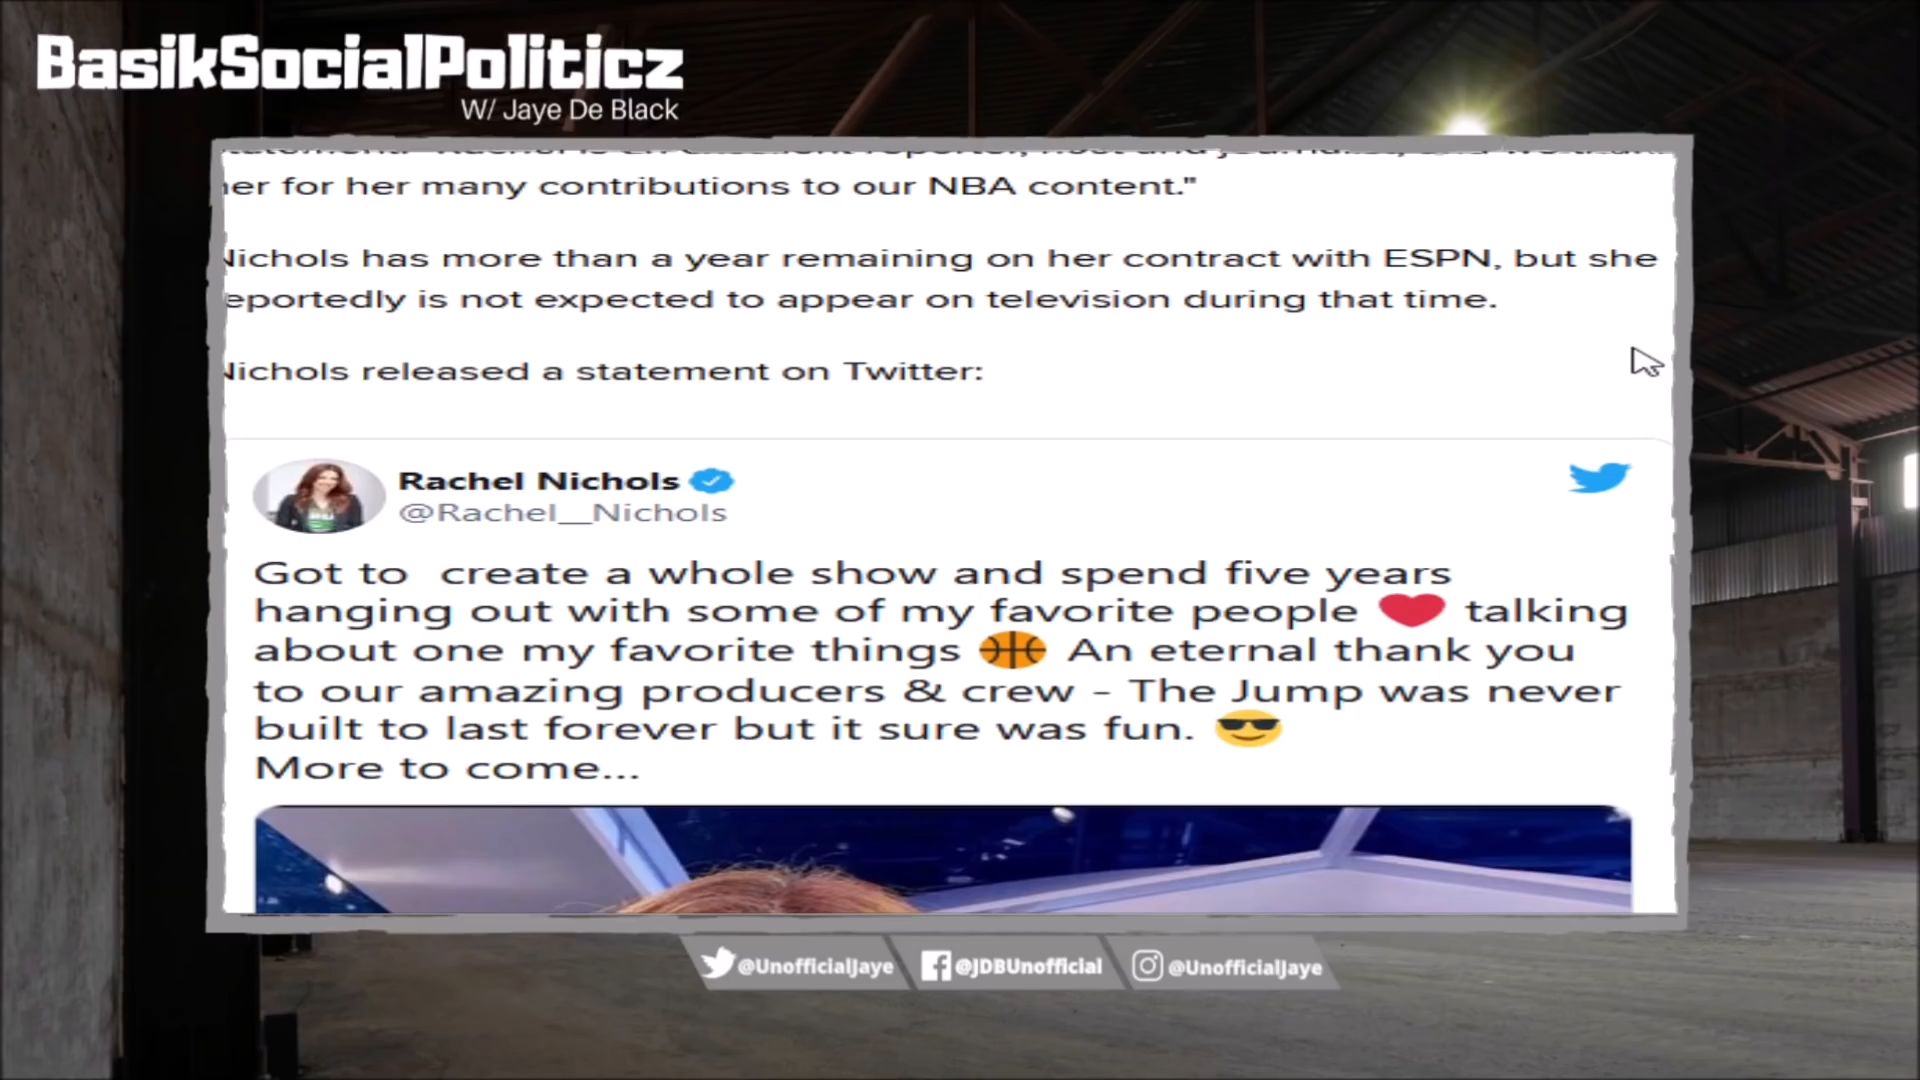 BasikSocialPoliticz
W/ Jaye De Black
her for her many contributions to our NBA content."
Nichols has more than a year remaining on her contract with ESPN, but she
reportedly is not expected to appear on television during that time.
Nichols released a statement on Twitter:
Rachel Nichols
@Rachel__Nichols
Got to create a whole show and spend five years
hanging out with some of my favorite people ❤️ talking
about one my favorite things 🏀 An eternal thank you
to our amazing producers & crew - The Jump was never
built to last forever but it sure was fun. 😎
More to come...
@UnofficialJaye @JDBUnofficial @UnofficialJaye